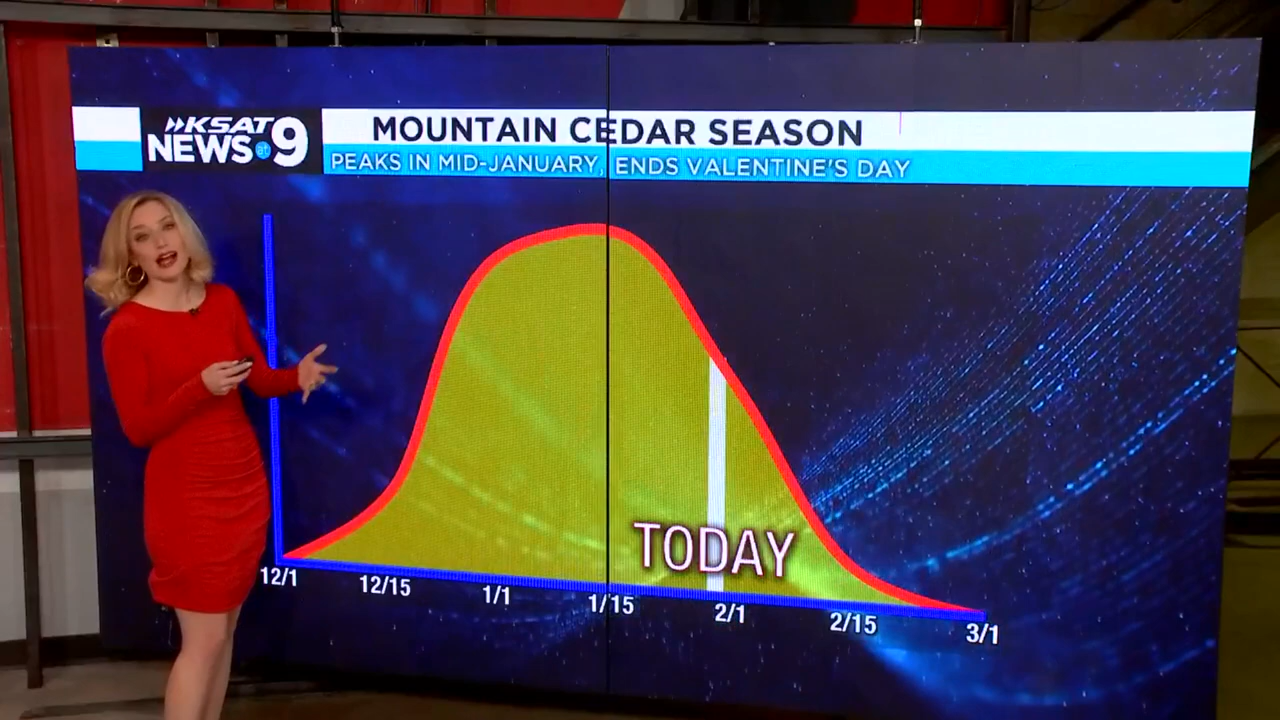 KSAT
NEWS at 9
MOUNTAIN CEDAR SEASON
PEAKS IN MID-JANUARY, ENDS VALENTINE'S DAY
TODAY
12/1
12/15
1/1
1/15
2/1
2/15
3/1